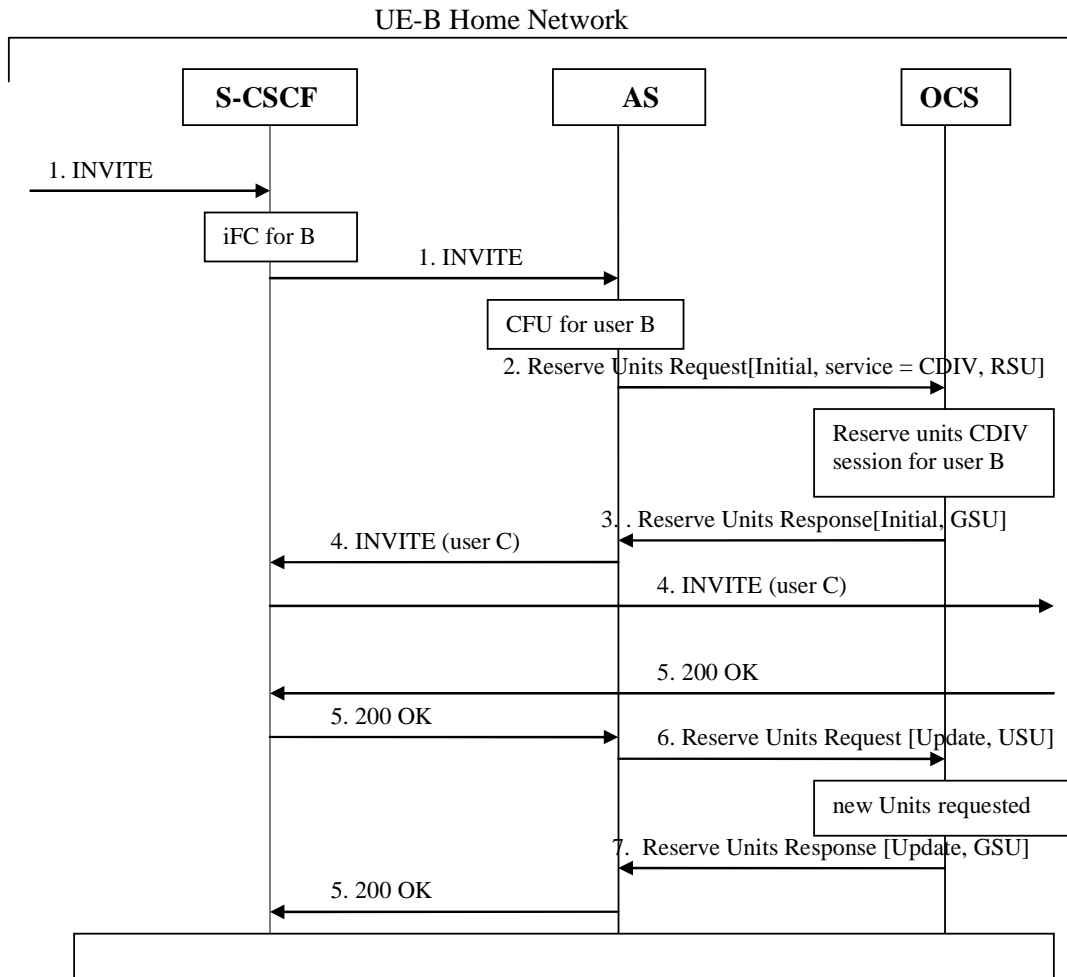 UE-B Home Network
S-CSCF
AS
OCS
1. INVITE
iFC for B
1. INVITE
CFU for user B
2. Reserve Units Request[Initial, service = CDIV, RSU]
Reserve units CDIV
session for user B
3. . Reserve Units Response[Initial, GSU]
4. INVITE (user C)
4. INVITE (user C)
5. 200 OK
5. 200 OK
6. Reserve Units Request [Update, USU]
new Units requested
7. Reserve Units Response [Update, GSU]
5. 200 OK